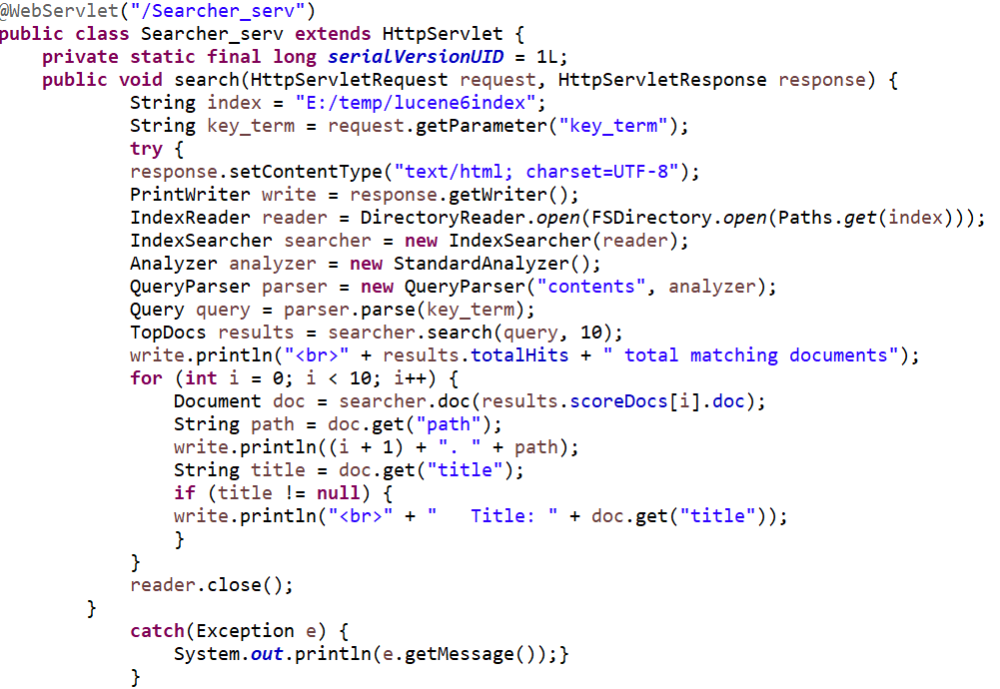 @WebServlet("/Searcher_serv")
public class Searcher_serv extends HttpServlet {
    private static final long serialVersionUID = 1L;
    public void search(HttpServletRequest request, HttpServletResponse response) {
            String index = "E:/temp/lucene6index";
            String key_term = request.getParameter("key_term");
            try {
            response.setContentType("text/html; charset=UTF-8");
            PrintWriter write = response.getWriter();
            IndexReader reader = DirectoryReader.open(FSDirectory.open(Paths.get(index)));
            IndexSearcher searcher = new IndexSearcher(reader);
            Analyzer analyzer = new StandardAnalyzer();
            QueryParser parser = new QueryParser("contents", analyzer);
            Query query = parser.parse(key_term);
            TopDocs results = searcher.search(query, 10);
            write.println("<br>" + results.totalHits + " total matching documents");
            for (int i = 0; i < 10; i++) {
                Document doc = searcher.doc(results.scoreDocs[i].doc);
                String path = doc.get("path");
                write.println((i + 1) + ". " + path);
                String title = doc.get("title");
                if (title != null) {
                write.println("<br>" + "   Title: " + doc.get("title"));
                }
            }
            reader.close();
        }
            catch(Exception e) {
                System.out.println(e.getMessage());}
            }